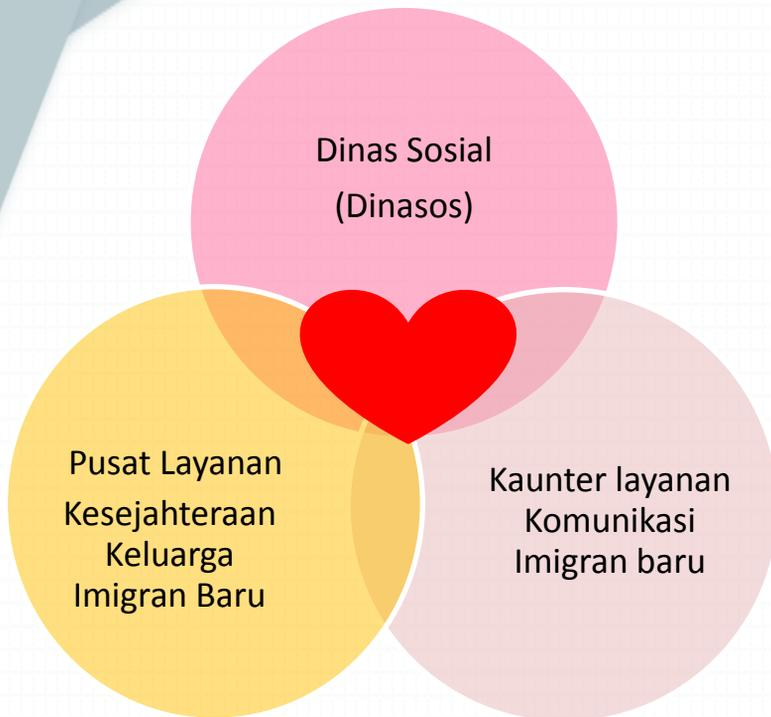 Dinas Sosial
(Dinasos)
Pusat Layanan
Kesejahteraan
Keluarga
Imigran Baru
Kaunter layanan
Komunikasi
Imigran baru